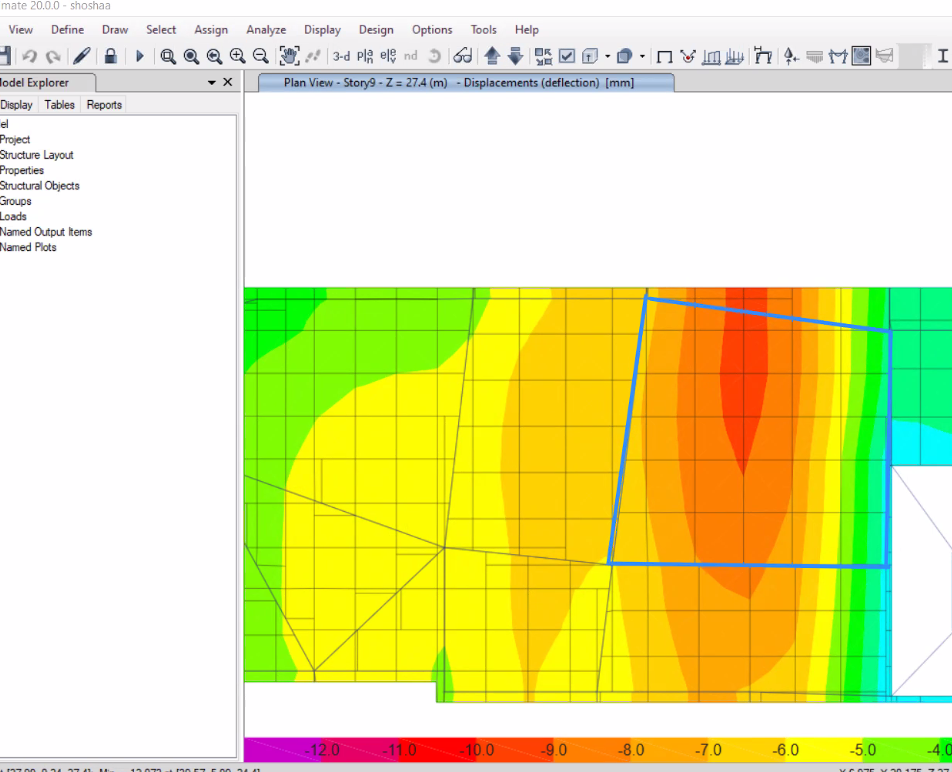 mate 20.0.0 - shoshaa
View Define Draw Select Assign Analyze Display Design Options Tools Help
3-d plan elev nd
Model Explorer
Plan View - Story9 - Z = 27.4 (m) - Displacements (deflection) [mm]
Display Tables Reports
el
Project
Structure Layout
Properties
Structural Objects
Groups
Loads
Named Output Items
Named Plots
-12.0 -11.0 -10.0 -9.0 -8.0 -7.0 -6.0 -5.0 -4.0